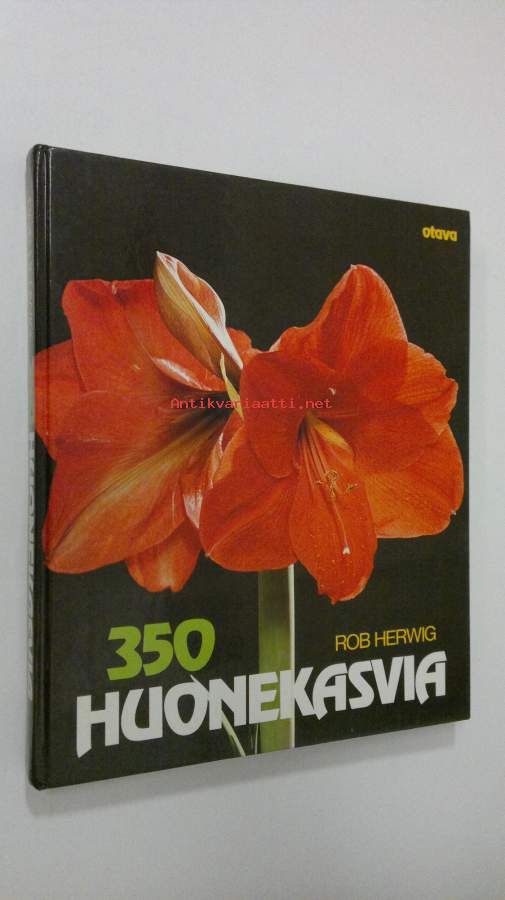 otava
Antikvariaatti.net
350
ROB HERWIG
HUONEKASVIA